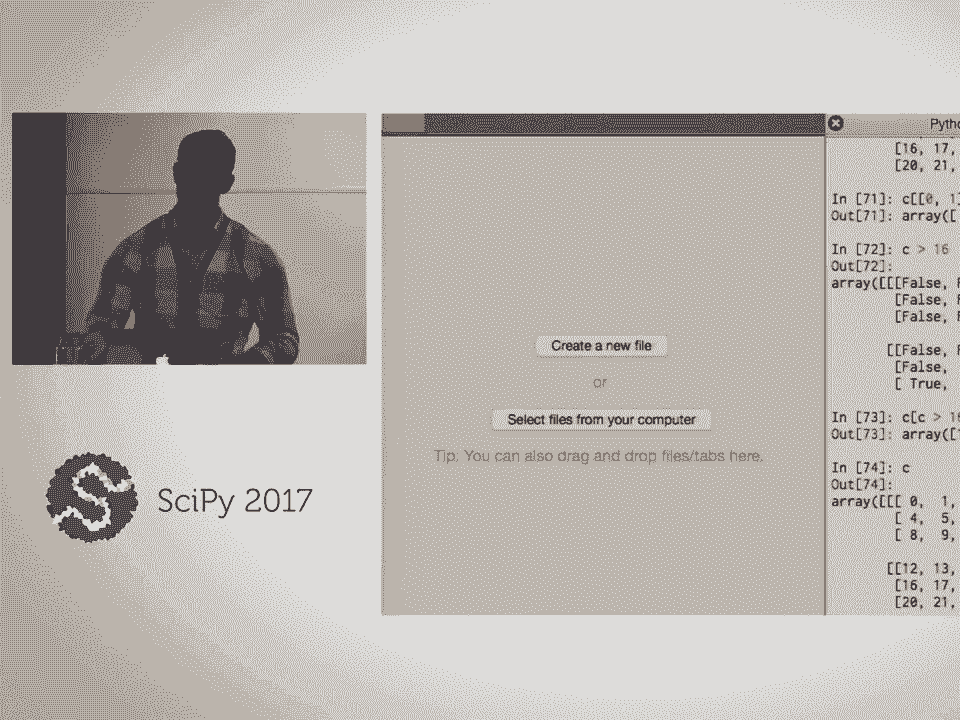 SciPy 2017
Create a new file
or
Select files from your computer
Tip. You can also drag and drop files/tabs here.
[16, 17,
[20, 21,
In [71]: c[[0, 1]
Out[71]: array([
In [72]: c > 16
Out[72]:
array([[[False,
[False,
[False,
[[False,
[False,
[ True,
In [73]: c[c > 16
Out[73]: array([
In [74]: c
Out[74]:
array([[[ 0, 1,
[ 4, 5,
[ 8, 9,
[[12, 13,
[16, 17,
[20, 21,